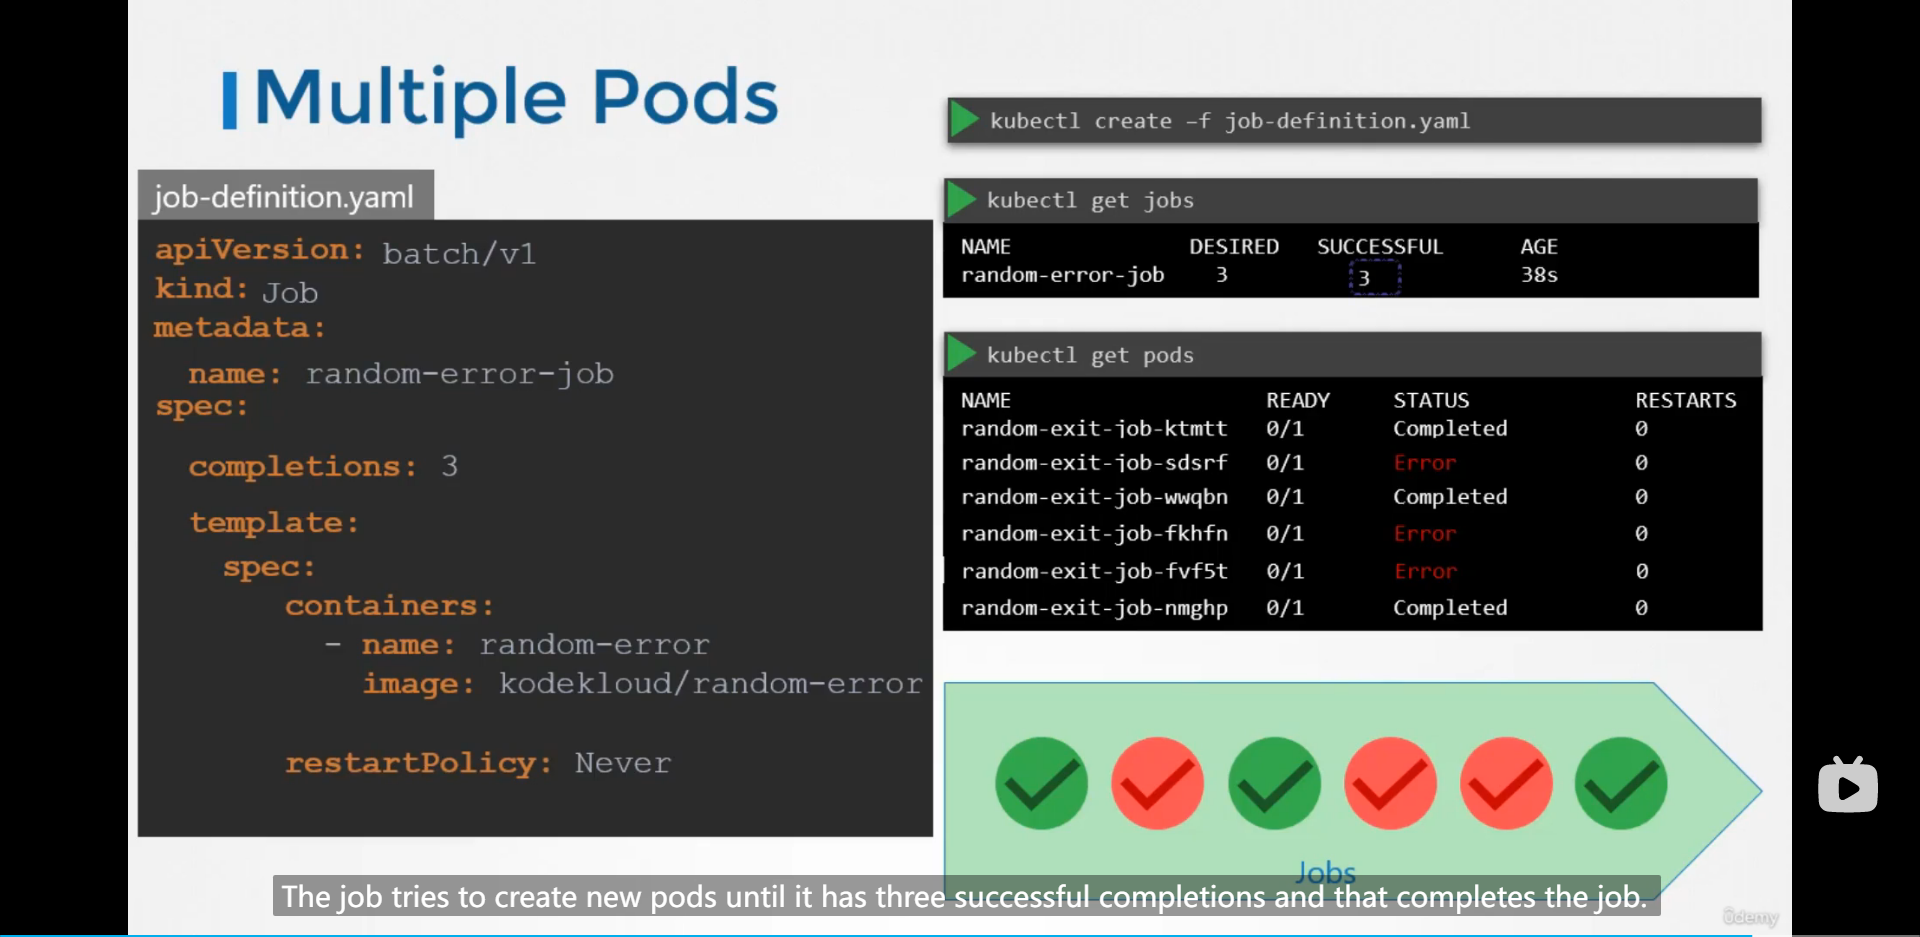 Multiple Pods
job-definition.yaml
apiVersion: batch/v1
kind: Job
metadata:
name: random-error-job
spec:
completions: 3
template:
spec:
containers:
- name: random-error
image: kodekloud/random-error
restartPolicy: Never
kubectl create –f job-definition.yaml
kubectl get jobs
NAME DESIRED SUCCESSFUL AGE
random-error-job 3 3 38s
kubectl get pods
NAME READY STATUS RESTARTS
random-exit-job-ktmtt 0/1 Completed 0
random-exit-job-sdsrf 0/1 Error 0
random-exit-job-wwqbn 0/1 Completed 0
random-exit-job-fkhfn 0/1 Error 0
random-exit-job-fvf5t 0/1 Error 0
random-exit-job-nmghp 0/1 Completed 0
Jobs
The job tries to create new pods until it has three successful completions and that completes the job.
ûdemy